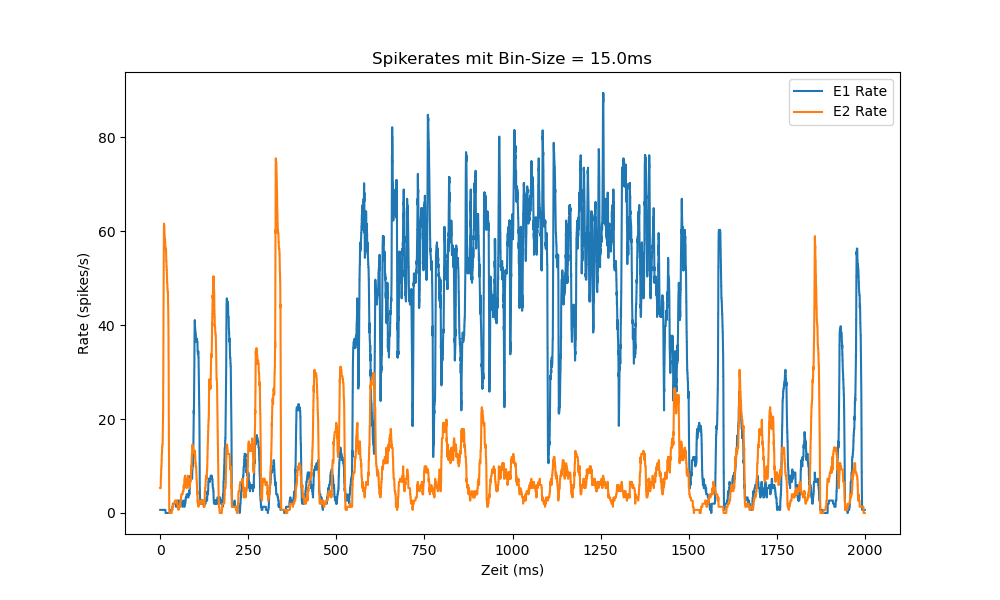 Spikerates mit Bin-Size = 15.0ms
E1 Rate
E2 Rate
80
60
40
20
0
Rate (spikes/s)
0 250 500 750 1000 1250 1500 1750 2000
Zeit (ms)